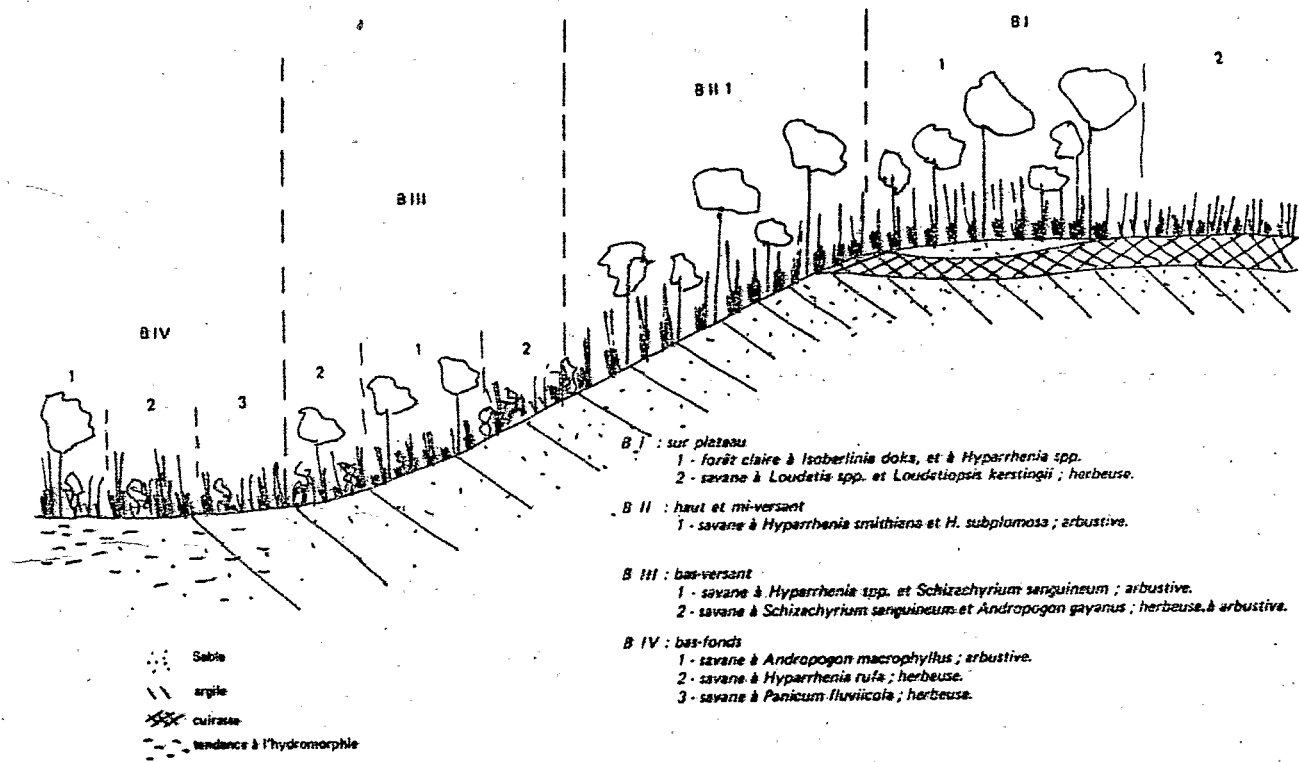 B I
1
2
B II 1
B III
B IV
1
2
3
2
1
2
B I : sur plateau
1 - forêt claire à Isoberlinia doka, et à Hyparrhenia spp.
2 - savane à Loudetia spp. et Loudetiopsis kerstingii ; herbeuse.
B II : haut et mi-versant
1 - savane à Hyparrhenia smithiana et H. subplomosa ; arbustive.
B III : bas-versant
1 - savane à Hyparrhenia spp. et Schizachyrium sanguineum ; arbustive.
2 - savane à Schizachyrium sanguineum et Andropogon gayanus ; herbeuse à arbustive.
B IV : bas-fonds
1 - savane à Andropogon macrophyllus ; arbustive.
2 - savane à Hyparrhenia rufa ; herbeuse.
3 - savane à Panicum fluviicola ; herbeuse.
Sable
argile
cuirasse
tendance à l'hydromorphie